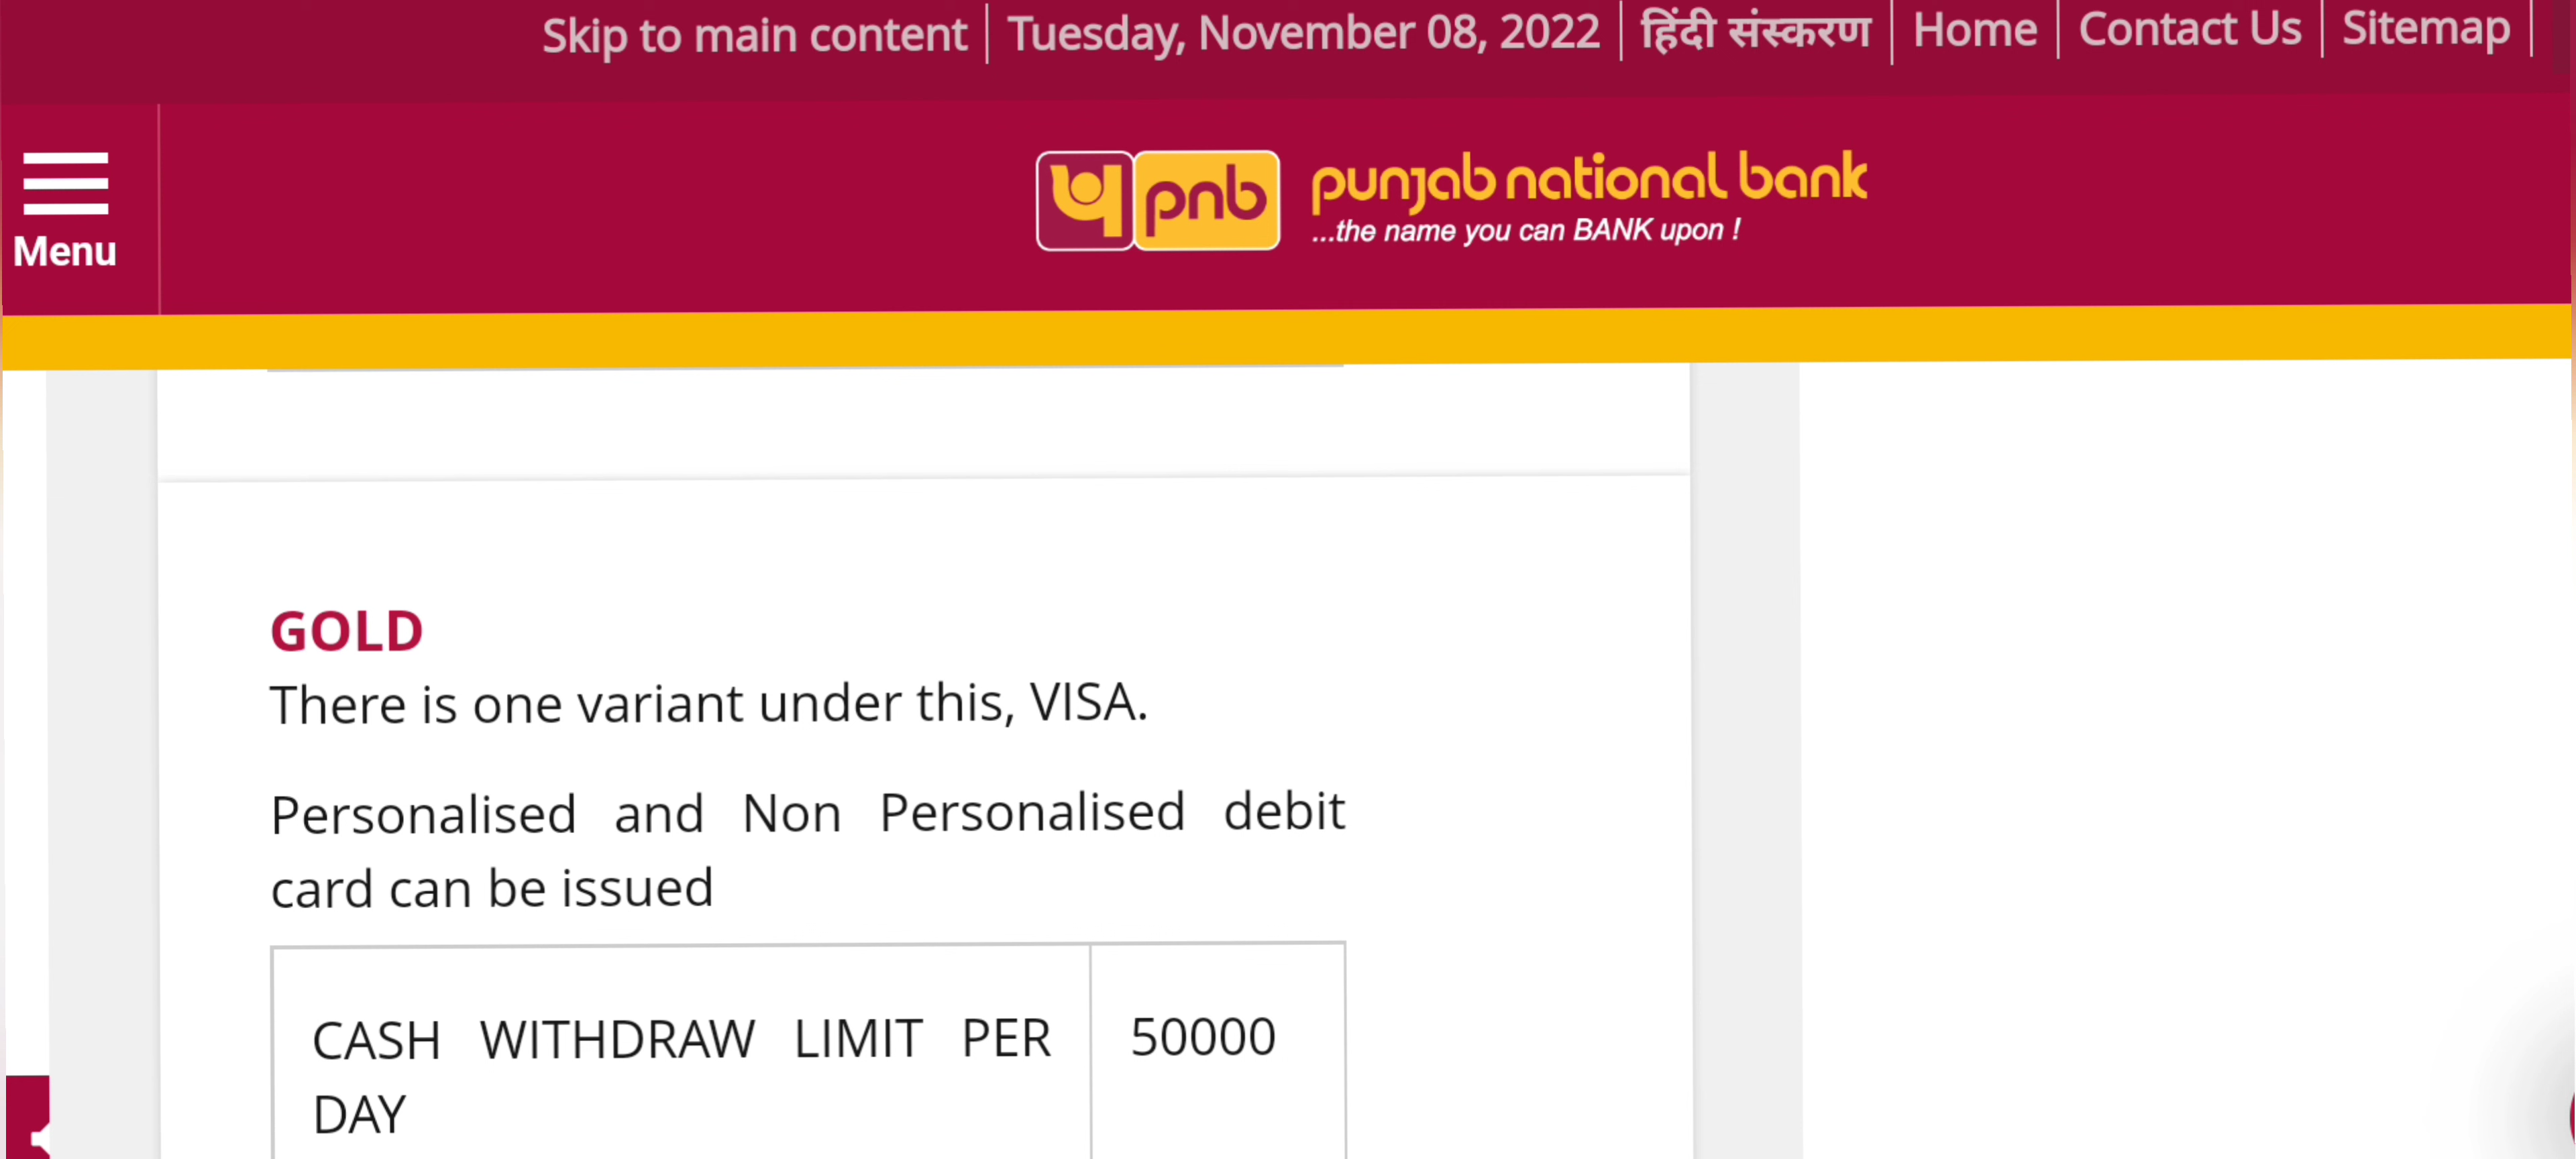 Skip to main content Tuesday, November 08, 2022 हिंदी संस्करण Home Contact Us Sitemap
Menu
प pnb punjab national bank
...the name you can BANK upon !
GOLD
There is one variant under this, VISA.
Personalised and Non Personalised debit
card can be issued
CASH WITHDRAW LIMIT PER 50000
DAY